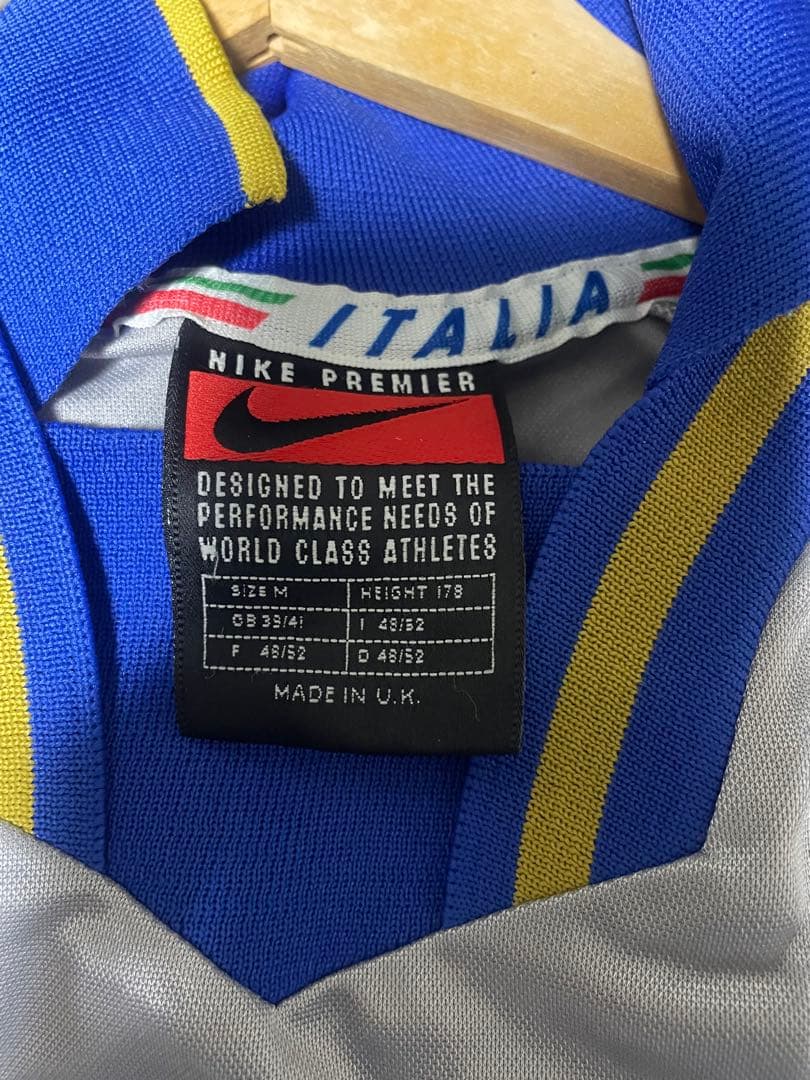 ITALIA
NIKE PREMIER
DESIGNED TO MEET THE
PERFORMANCE NEEDS OF
WORLD CLASS ATHLETES
SIZE M HEIGHT 178
GB 39/41 I 48/52
F 48/52 D 48/52
MADE IN U.K.